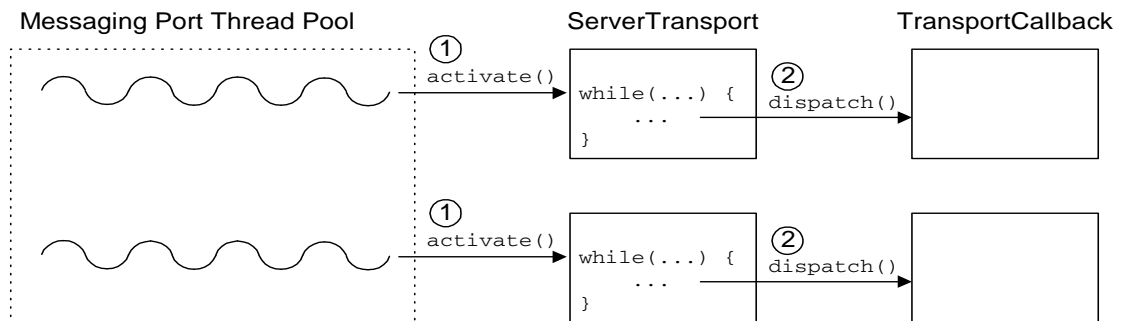 Messaging Port Thread Pool
ServerTransport
TransportCallback
1
activate()
while(...) {
...
}
2
dispatch()
1
activate()
while(...) {
...
}
2
dispatch()